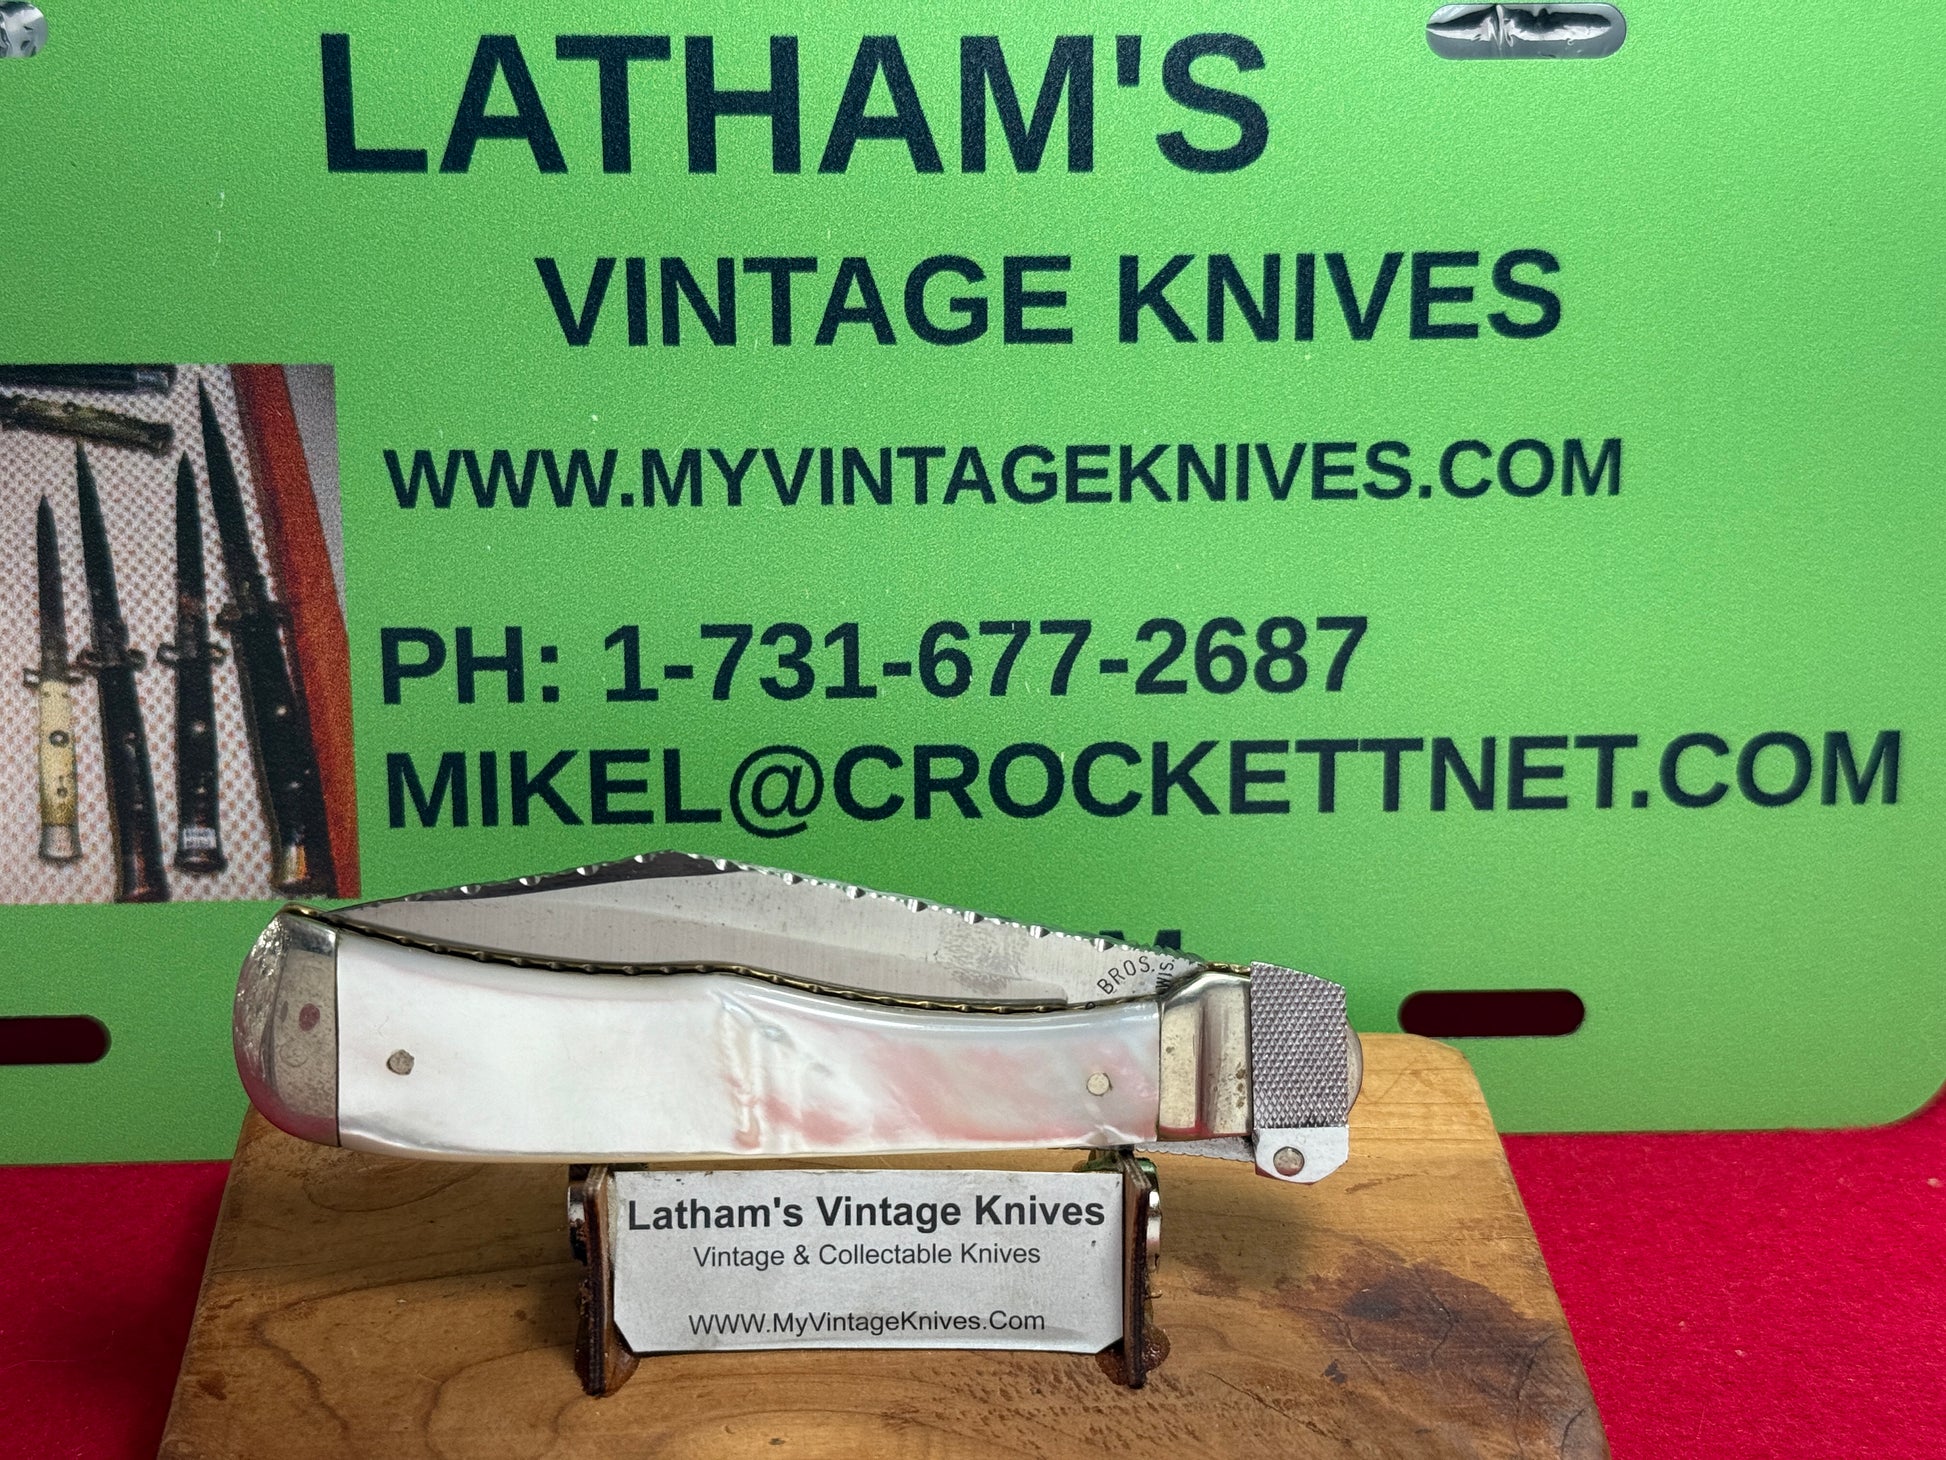 LATHAM'S
VINTAGE KNIVES
WWW.MYVINTAGEKNIVES.COM
PH: 1-731-677-2687
MIKEL@CROCKETTNET.COM
BROS.
WIS.
Latham's Vintage Knives
Vintage & Collectable Knives
WWW.MyVintageKnives.Com